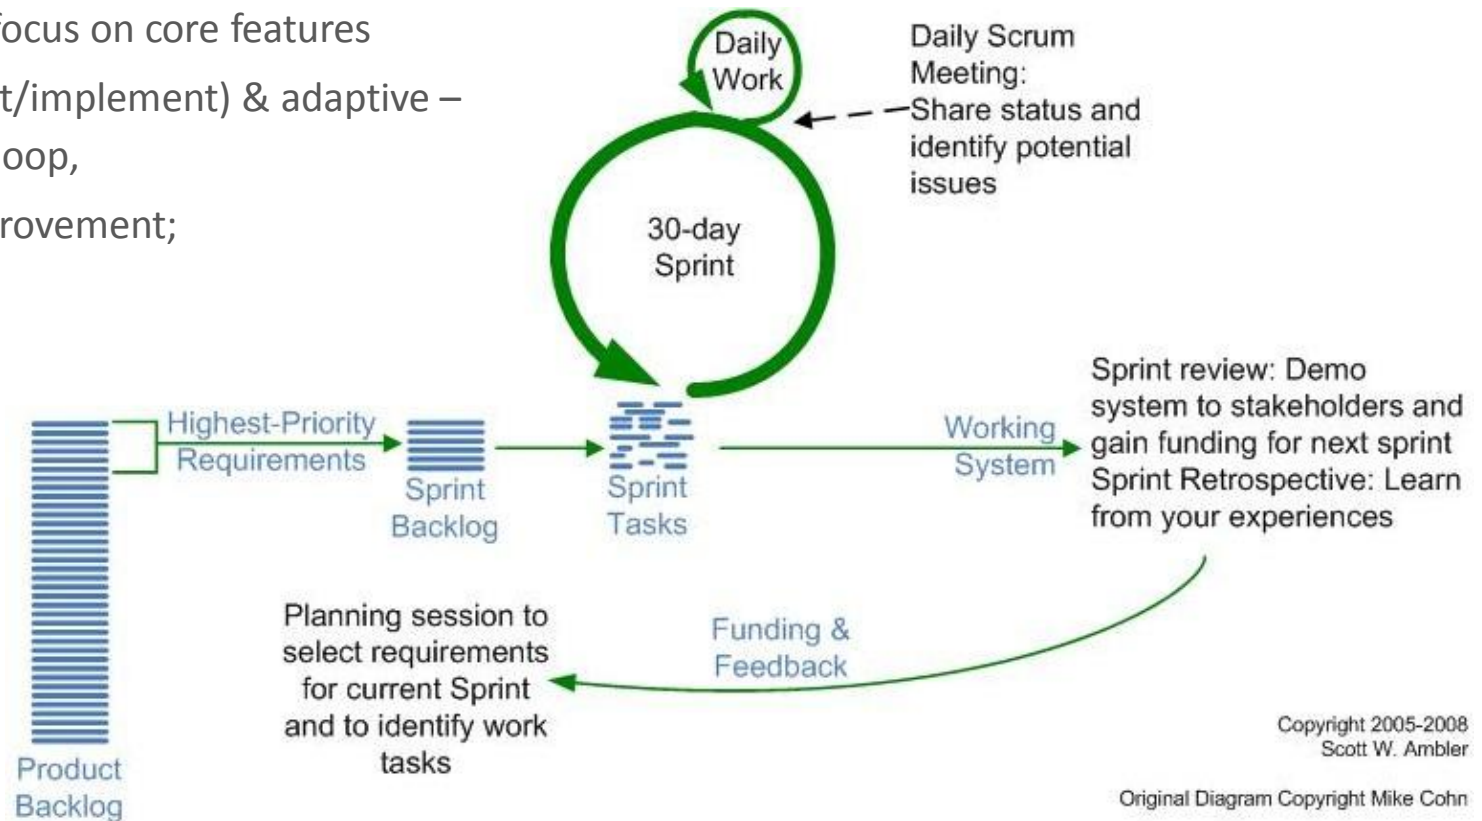 focus on core features
t/implement) & adaptive –
oop,
rovement;
Daily
Work
Daily Scrum
Meeting:
Share status and
identify potential
issues
30-day
Sprint
Highest-Priority
Requirements
Sprint
Backlog
Sprint
Tasks
Working
System
Sprint review: Demo
system to stakeholders and
gain funding for next sprint
Sprint Retrospective: Learn
from your experiences
Planning session to
select requirements
for current Sprint
and to identify work
tasks
Funding &
Feedback
Product
Backlog
Copyright 2005-2008
Scott W. Ambler
Original Diagram Copyright Mike Cohn